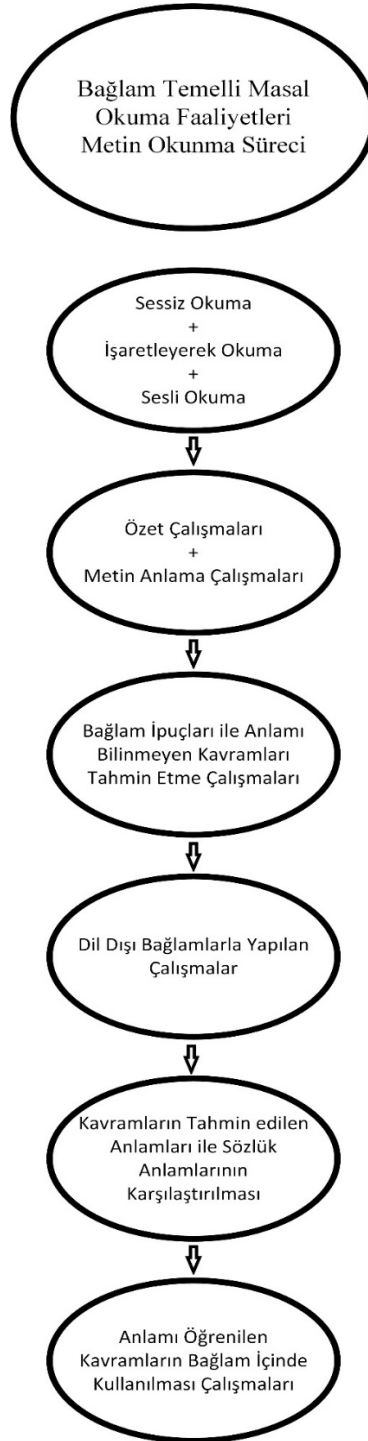 Bağlam Temelli Masal
Okuma Faaliyetleri
Metin Okunma Süreci
Sessiz Okuma
+
İşaretleyerek Okuma
+
Sesli Okuma
Özet Çalışmaları
+
Metin Anlama Çalışmaları
Bağlam İpuçları ile Anlamı
Bilinmeyen Kavramları
Tahmin Etme Çalışmaları
Dil Dışı Bağlamlarla Yapılan
Çalışmalar
Kavramların Tahmin edilen
Anlamları ile Sözlük
Anlamlarının
Karşılaştırılması
Anlamı Öğrenilen
Kavramların Bağlam İçinde
Kullanılması Çalışmaları